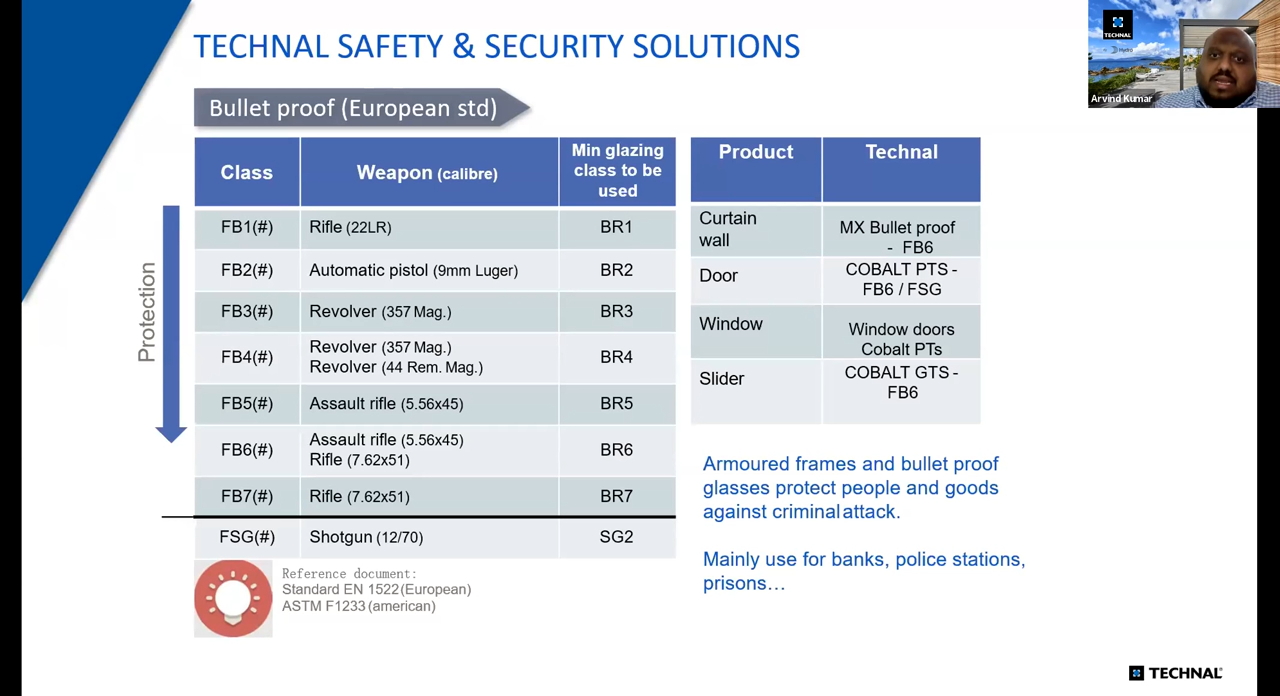 TECHNAL SAFETY & SECURITY SOLUTIONS
TECHNAL
Hydro
Arvind Kumar
Bullet proof (European std)
Class Weapon (calibre) Min glazing class to be used
Protection
FB1(#) Rifle (22LR) BR1
FB2(#) Automatic pistol (9mm Luger) BR2
FB3(#) Revolver (357 Mag.) BR3
FB4(#) Revolver (357 Mag.) BR4
Revolver (44 Rem. Mag.)
FB5(#) Assault rifle (5.56x45) BR5
FB6(#) Assault rifle (5.56x45) BR6
Rifle (7.62x51)
FB7(#) Rifle (7.62x51) BR7
FSG(#) Shotgun (12/70) SG2
Reference document:
Standard EN 1522 (European)
ASTM F1233 (american)
Product Technal
Curtain wall MX Bullet proof
- FB6
Door COBALT PTS -
FB6 / FSG
Window Window doors
Cobalt PTs
Slider COBALT GTS -
FB6
Armoured frames and bullet proof
glasses protect people and goods
against criminal attack.
Mainly use for banks, police stations,
prisons…
TECHNAL